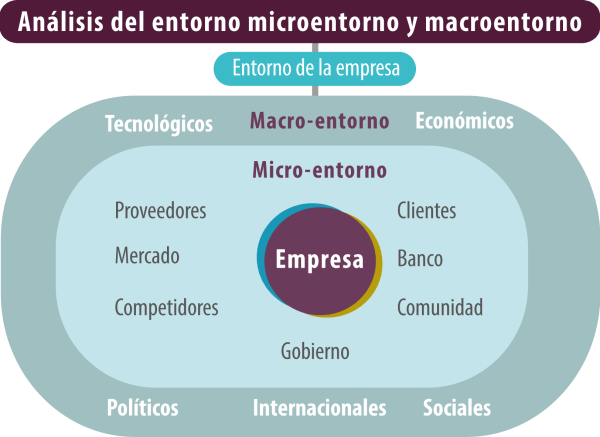 Análisis del entorno microentorno y macroentorno
Entorno de la empresa
Tecnológicos
Macro-entorno
Económicos
Micro-entorno
Proveedores
Clientes
Mercado
Empresa
Banco
Competidores
Comunidad
Gobierno
Políticos
Internacionales
Sociales